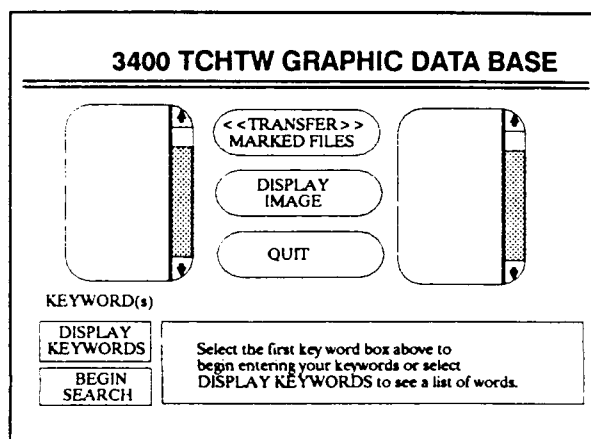 3400 TCHTW GRAPHIC DATA BASE
<<TRANSFER>>
MARKED FILES
DISPLAY
IMAGE
QUIT
KEYWORD(s)
DISPLAY
KEYWORDS
BEGIN
SEARCH
Select the first key word box above to
begin entering your keywords or select
DISPLAY KEYWORDS to see a list of words.